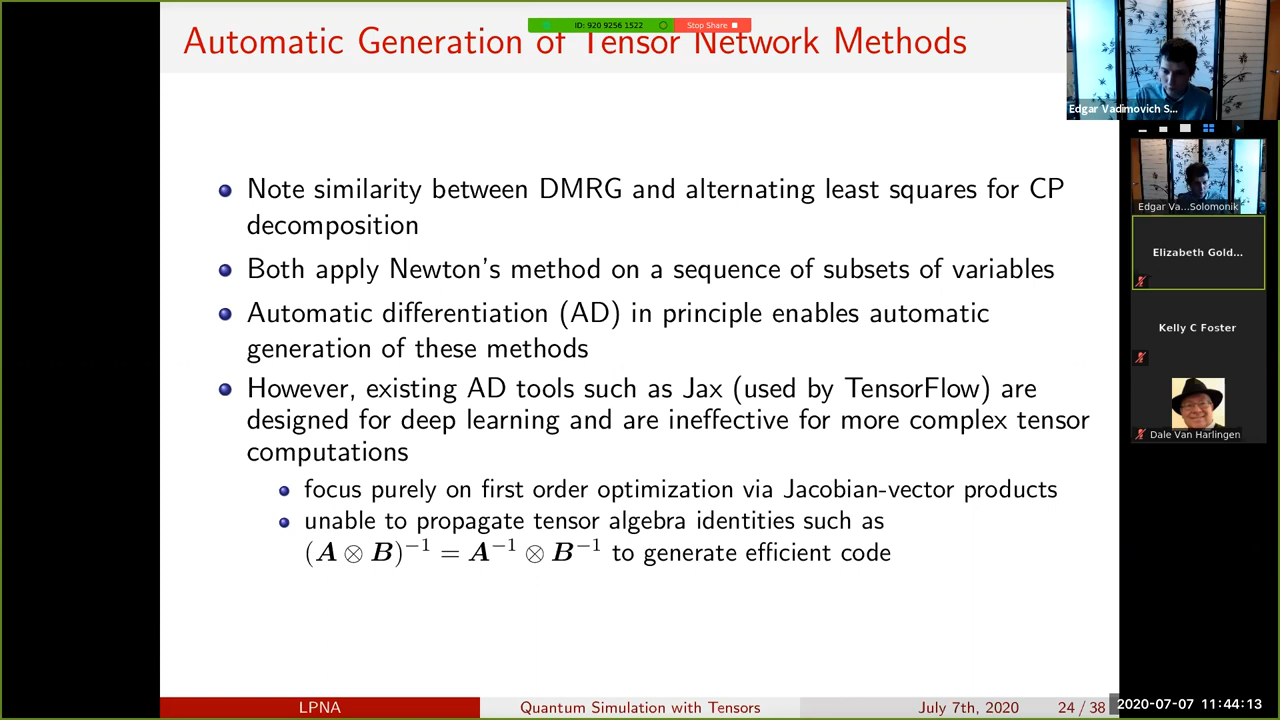 ID: 920 9256 1522
Stop Share
Automatic Generation of Tensor Network Methods
Note similarity between DMRG and alternating least squares for CP
decomposition
Both apply Newton's method on a sequence of subsets of variables
Automatic differentiation (AD) in principle enables automatic
generation of these methods
However, existing AD tools such as Jax (used by TensorFlow) are
designed for deep learning and are ineffective for more complex tensor
computations
focus purely on first order optimization via Jacobian-vector products
unable to propagate tensor algebra identities such as
(A ⊗ B)⁻¹ = A⁻¹ ⊗ B⁻¹ to generate efficient code
LPNA
Quantum Simulation with Tensors
July 7th, 2020
24 / 38
Edgar Vadimovich S...
Edgar Va...Solomonik
Elizabeth Gold...
Kelly C Foster
Dale Van Harlingen
2020-07-07 11:44:13